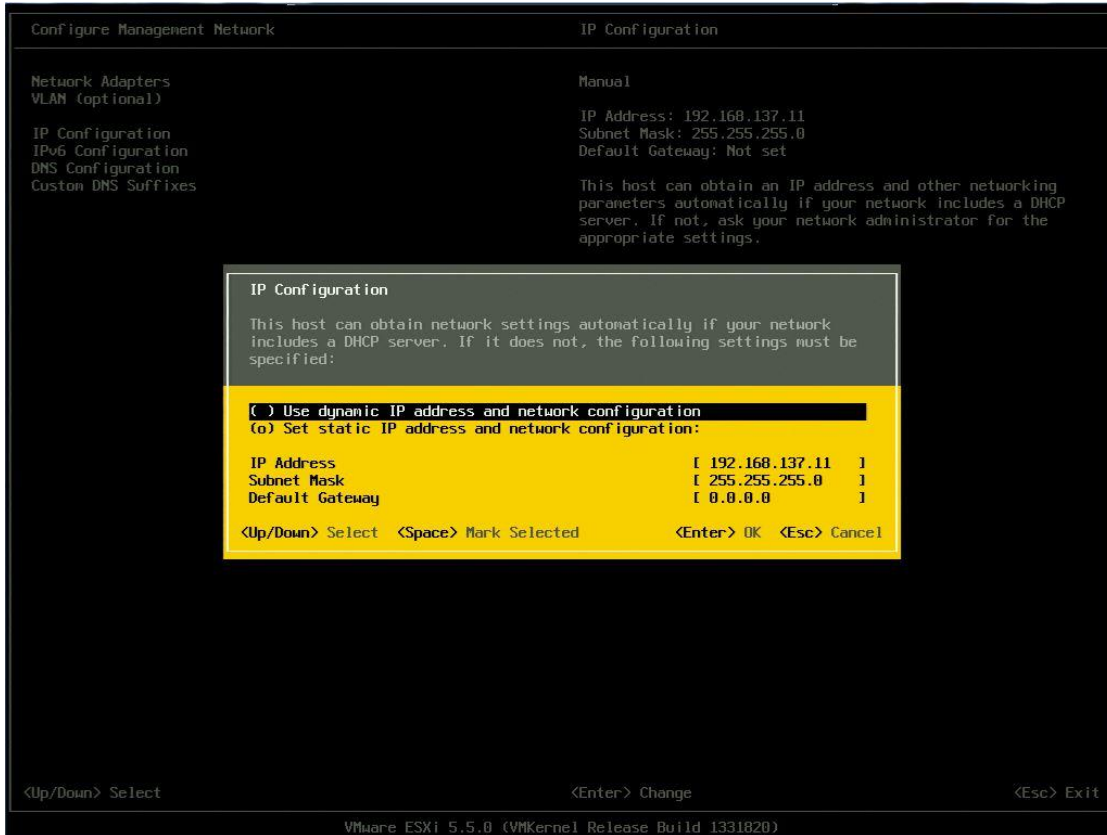 Configure Management Network
IP Configuration
Network Adapters
VLAN (optional)
IP Configuration
IPv6 Configuration
DNS Configuration
Custom DNS Suffixes
Manual
IP Address: 192.168.137.11
Subnet Mask: 255.255.255.0
Default Gateway: Not set
This host can obtain an IP address and other networking
parameters automatically if your network includes a DHCP
server. If not, ask your network administrator for the
appropriate settings.
IP Configuration
This host can obtain network settings automatically if your network
includes a DHCP server. If it does not, the following settings must be
specified:
( ) Use dynamic IP address and network configuration
(o) Set static IP address and network configuration:
IP Address [ 192.168.137.11 ]
Subnet Mask [ 255.255.255.0 ]
Default Gateway [ 0.0.0.0 ]
<Up/Down> Select <Space> Mark Selected <Enter> OK <Esc> Cancel
<Up/Down> Select <Enter> Change <Esc> Exit
VMware ESXi 5.5.0 (VMKernel Release Build 1331820)